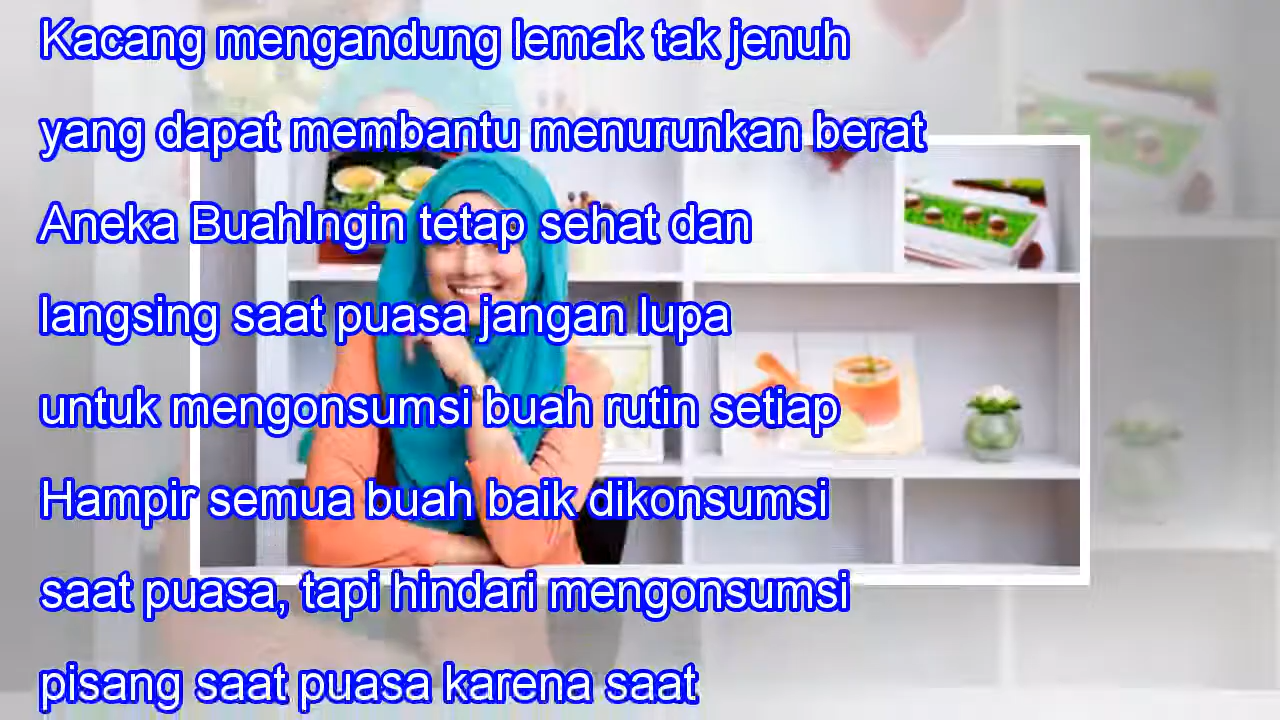 Kacang mengandung lemak tak jenuh
yang dapat membantu menurunkan berat
Aneka BuahIngin tetap sehat dan
langsing saat puasa jangan lupa
untuk mengonsumsi buah rutin setiap
Hampir semua buah baik dikonsumsi
saat puasa, tapi hindari mengonsumsi
pisang saat puasa karena saat